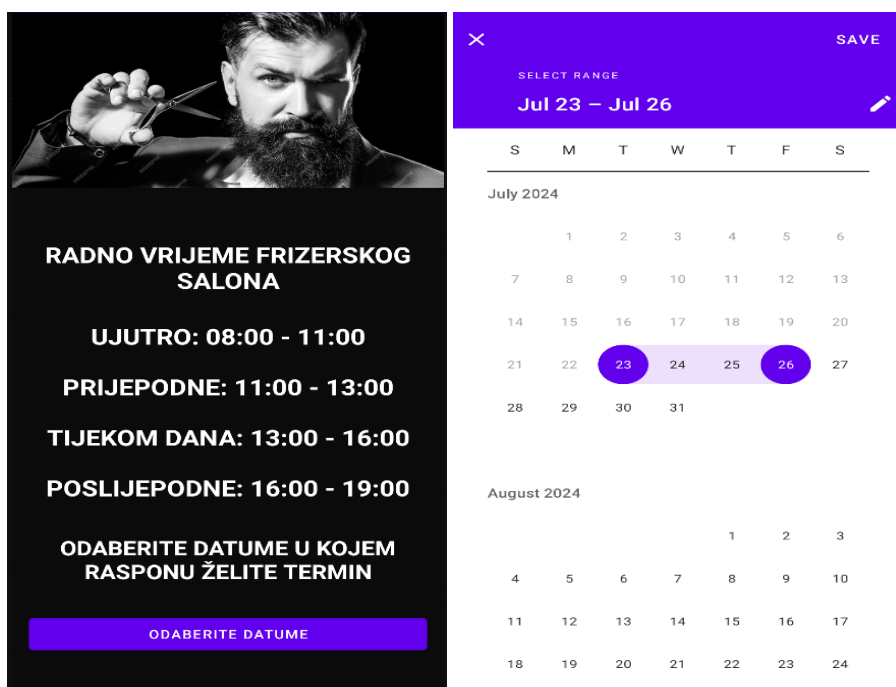 RADNO VRIJEME FRIZERSKOG
SALONA
UJUTRO: 08:00 - 11:00
PRIJEPODNE: 11:00 - 13:00
TIJEKOM DANA: 13:00 - 16:00
POSLIJEPODNE: 16:00 - 19:00
ODABERITE DATUME U KOJEM
RASPONU ŽELITE TERMIN
ODABERITE DATUME
SAVE
SELECT RANGE
Jul 23 – Jul 26
S M T W T F S
July 2024
1 2 3 4 5 6
7 8 9 10 11 12 13
14 15 16 17 18 19 20
21 22 23 24 25 26 27
28 29 30 31
August 2024
1 2 3
4 5 6 7 8 9 10
11 12 13 14 15 16 17
18 19 20 21 22 23 24